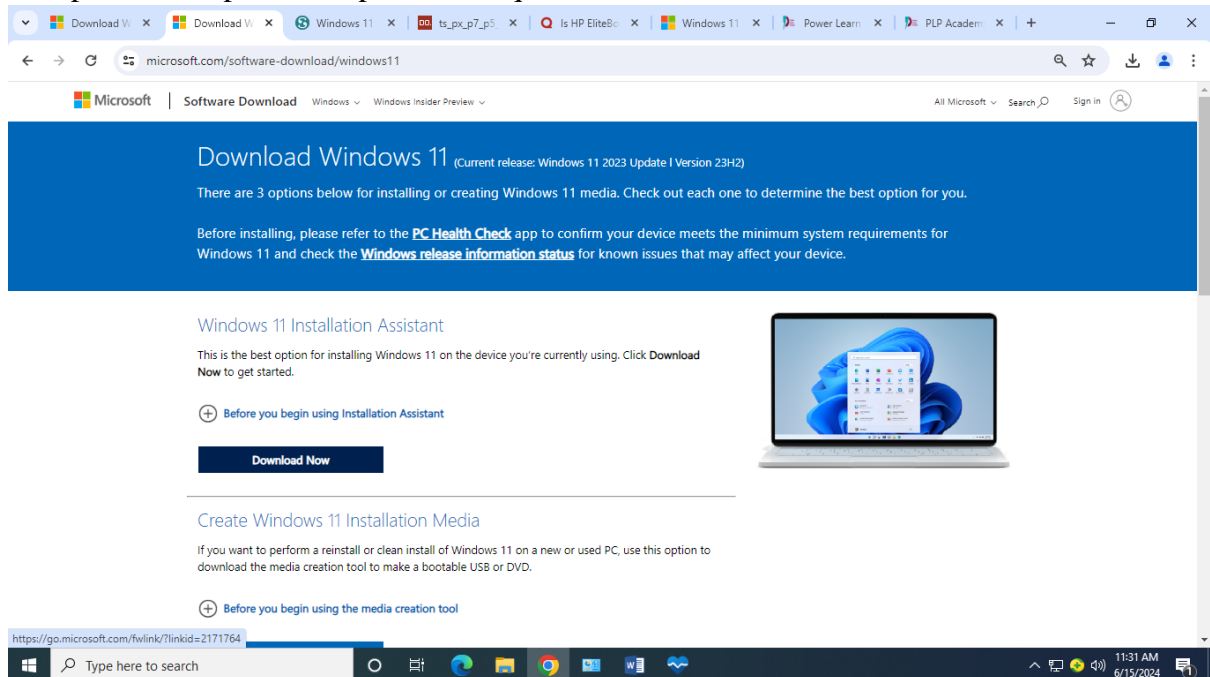 Download W
Download W
Windows 11
ts_px_p7_p5_
Is HP EliteBo
Windows 11
Power Learn
PLP Academ
microsoft.com/software-download/windows11
Microsoft
Software Download
Windows
Windows Insider Preview
All Microsoft
Search
Sign in
Download Windows 11 (Current release: Windows 11 2023 Update l Version 23H2)
There are 3 options below for installing or creating Windows 11 media. Check out each one to determine the best option for you.
Before installing, please refer to the PC Health Check app to confirm your device meets the minimum system requirements for
Windows 11 and check the Windows release information status for known issues that may affect your device.
Windows 11 Installation Assistant
This is the best option for installing Windows 11 on the device you're currently using. Click Download
Now to get started.
Before you begin using Installation Assistant
Download Now
Create Windows 11 Installation Media
If you want to perform a reinstall or clean install of Windows 11 on a new or used PC, use this option to
download the media creation tool to make a bootable USB or DVD.
Before you begin using the media creation tool
https://go.microsoft.com/fwlink/?linkid=2171764
Type here to search
11:31 AM
6/15/2024